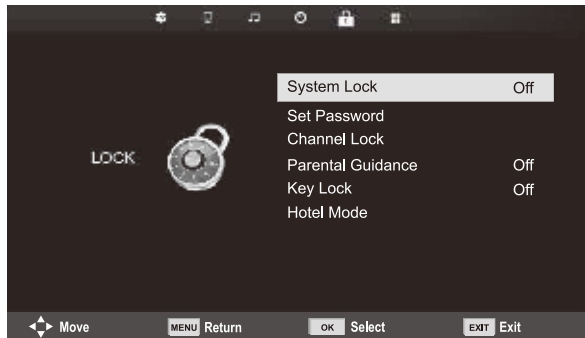 System Lock Off
Set Password
Channel Lock
LOCK
Parental Guidance Off
Key Lock Off
Hotel Mode
Move MENU Return OK Select EXIT Exit